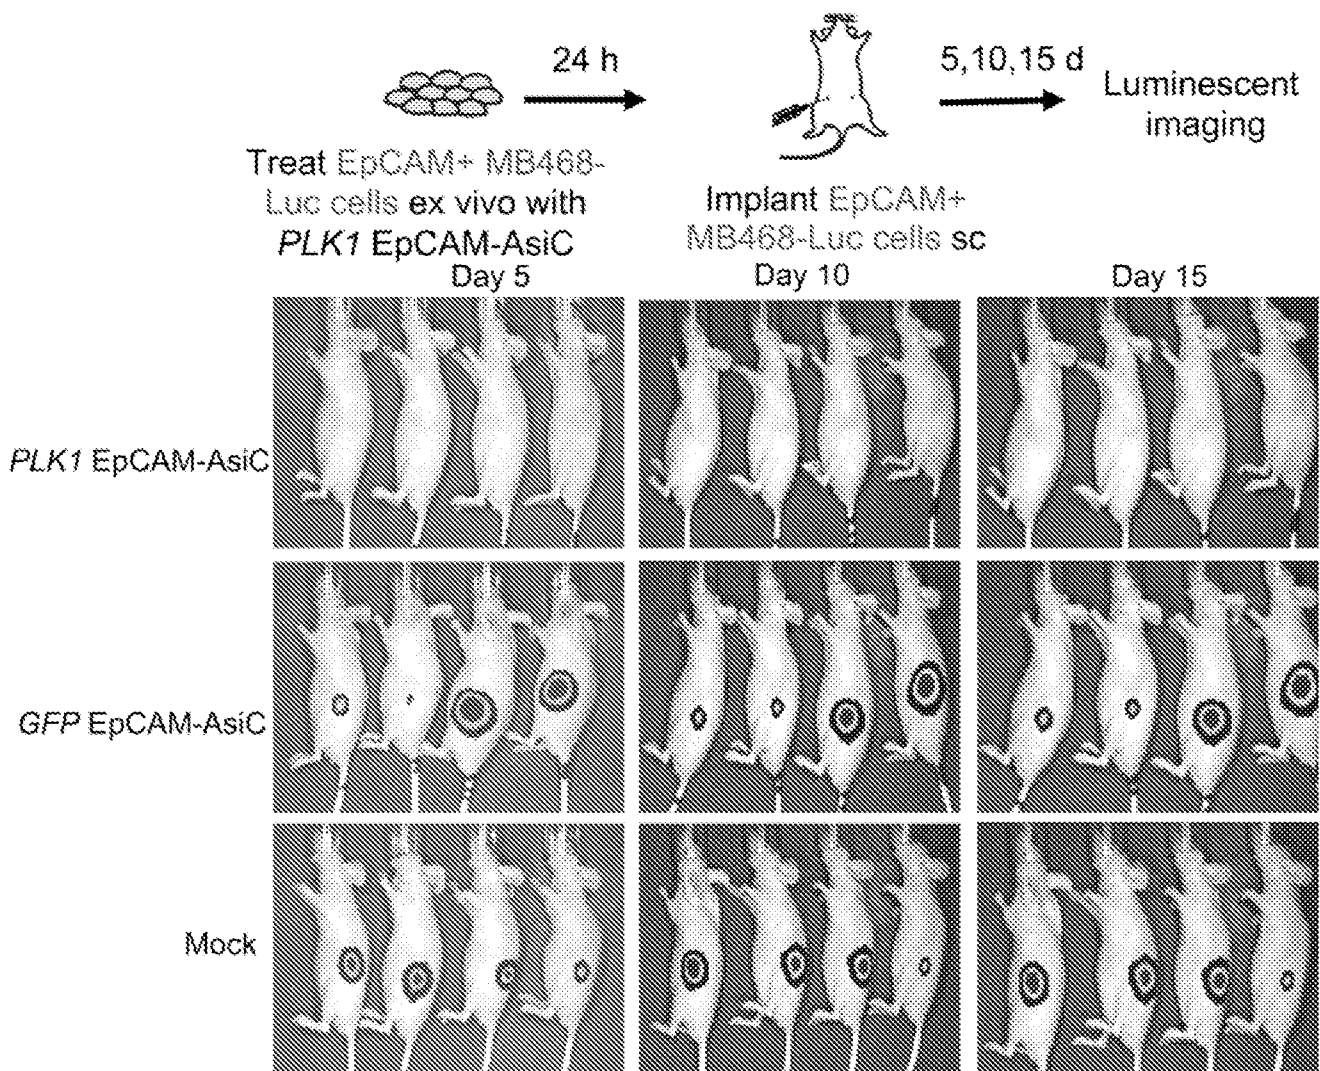 24 h
5,10,15 d
Luminescent
imaging
Treat EpCAM+ MB468-
Luc cells ex vivo with
PLK1 EpCAM-AsiC
Implant EpCAM+
MB468-Luc cells sc
Day 5
Day 10
Day 15
PLK1 EpCAM-AsiC
GFP EpCAM-AsiC
Mock